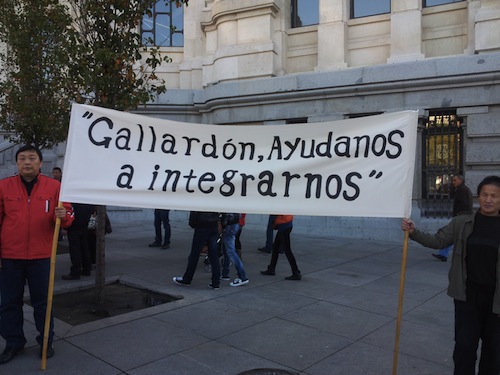 "Gallardón, Ayudanos
a integrarnos"